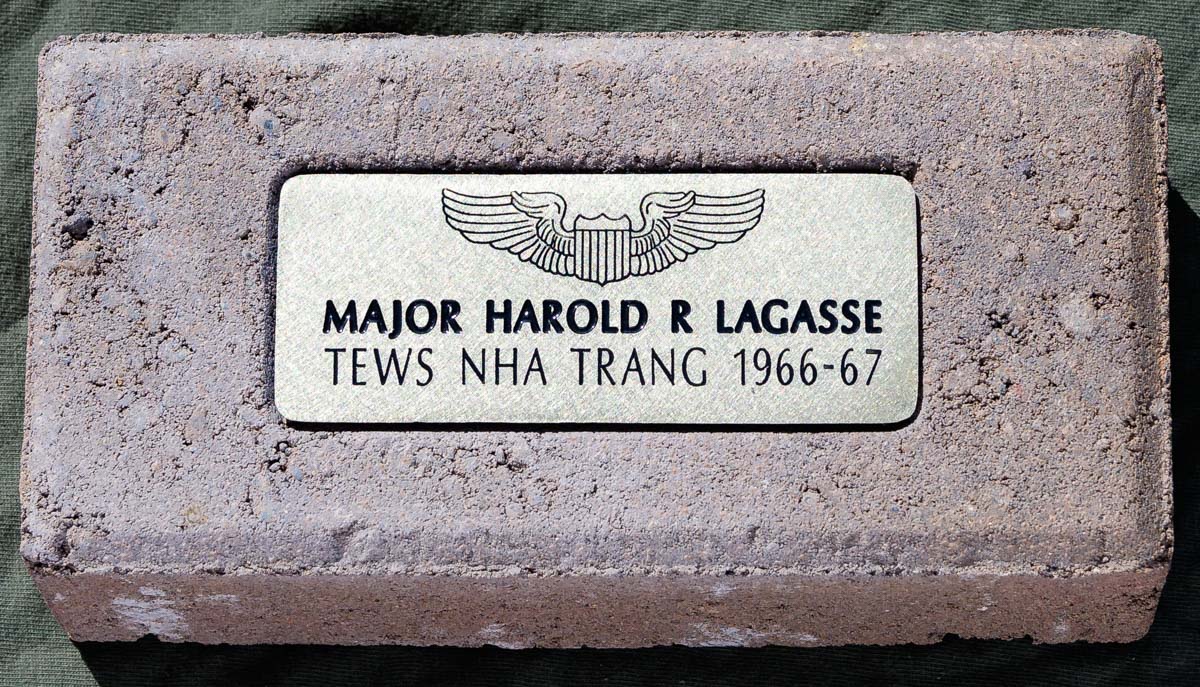 MAJOR HAROLD R LAGASSE
TEWS NHA TRANG 1966-67